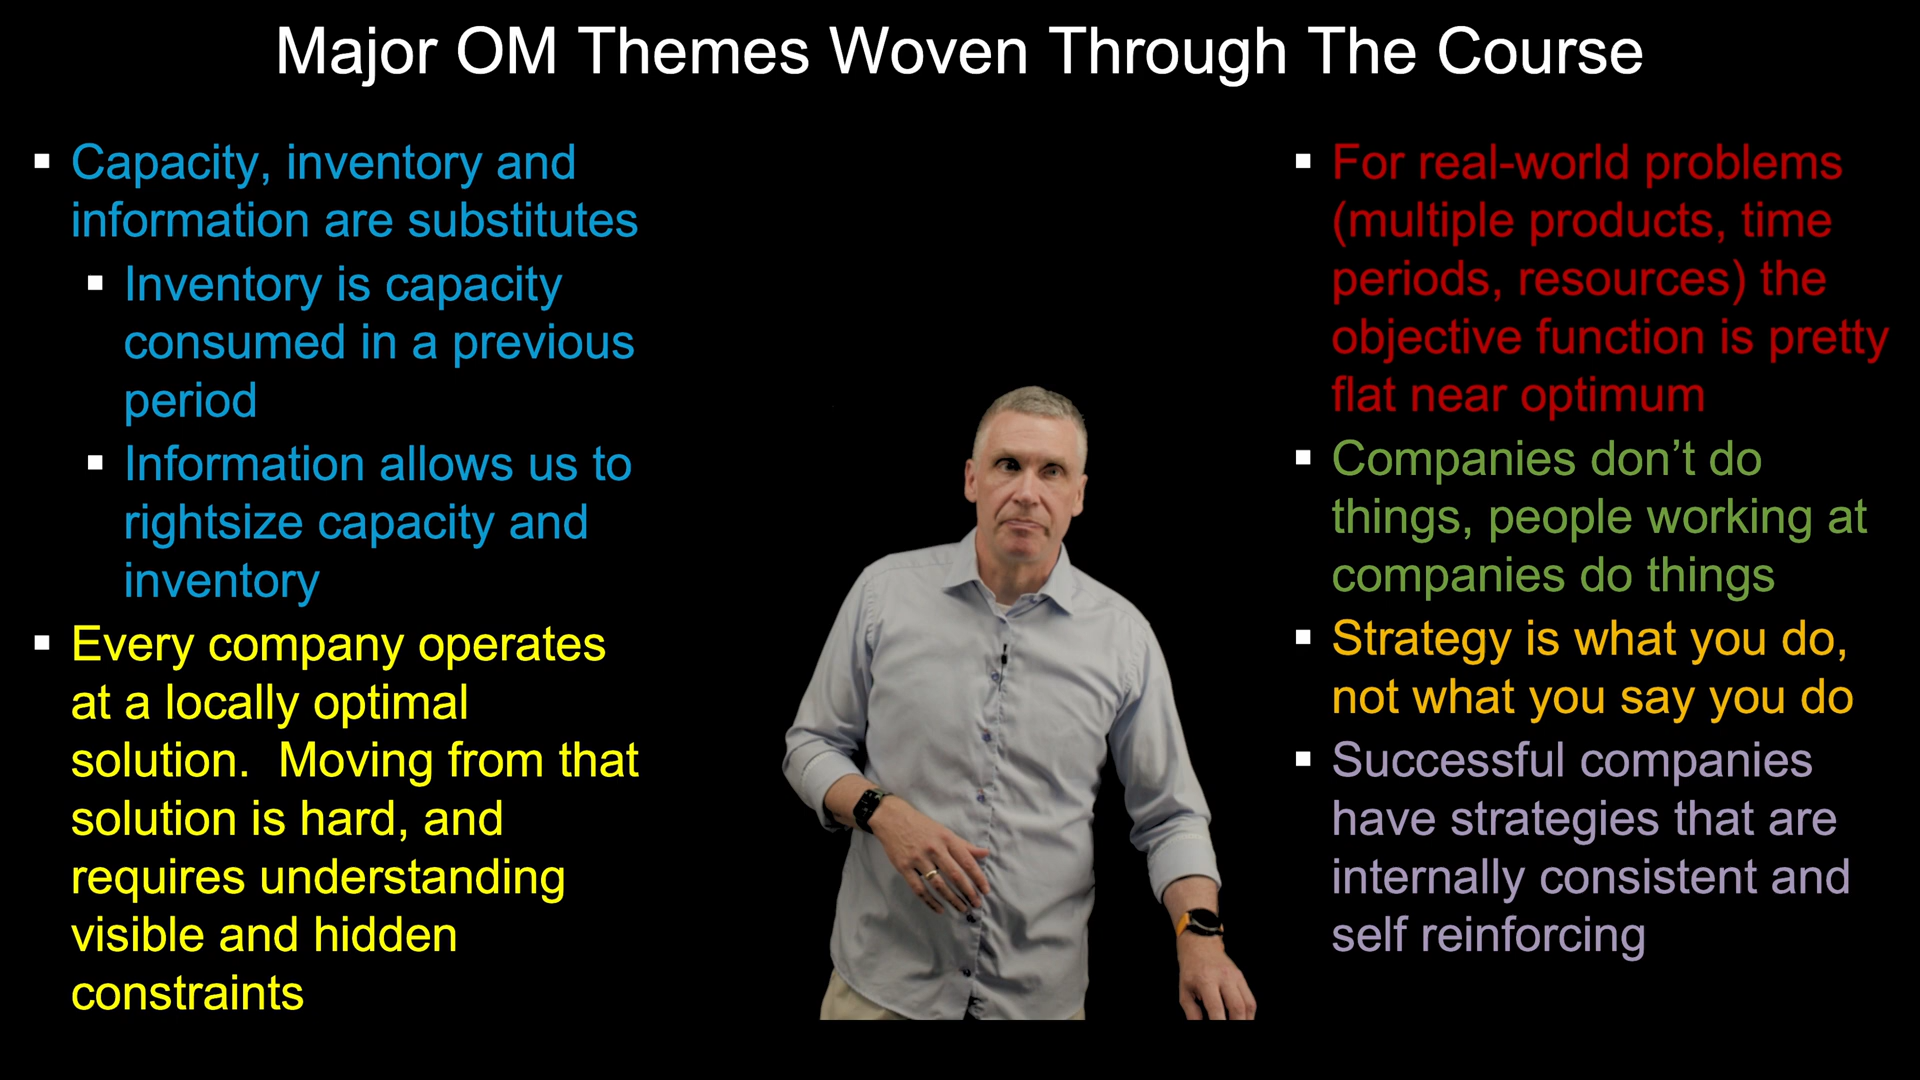 Major OM Themes Woven Through The Course
Capacity, inventory and
information are substitutes
Inventory is capacity
consumed in a previous
period
Information allows us to
rightsize capacity and
inventory
Every company operates
at a locally optimal
solution.  Moving from that
solution is hard, and
requires understanding
visible and hidden
constraints
For real-world problems
(multiple products, time
periods, resources) the
objective function is pretty
flat near optimum
Companies don’t do
things, people working at
companies do things
Strategy is what you do,
not what you say you do
Successful companies
have strategies that are
internally consistent and
self reinforcing